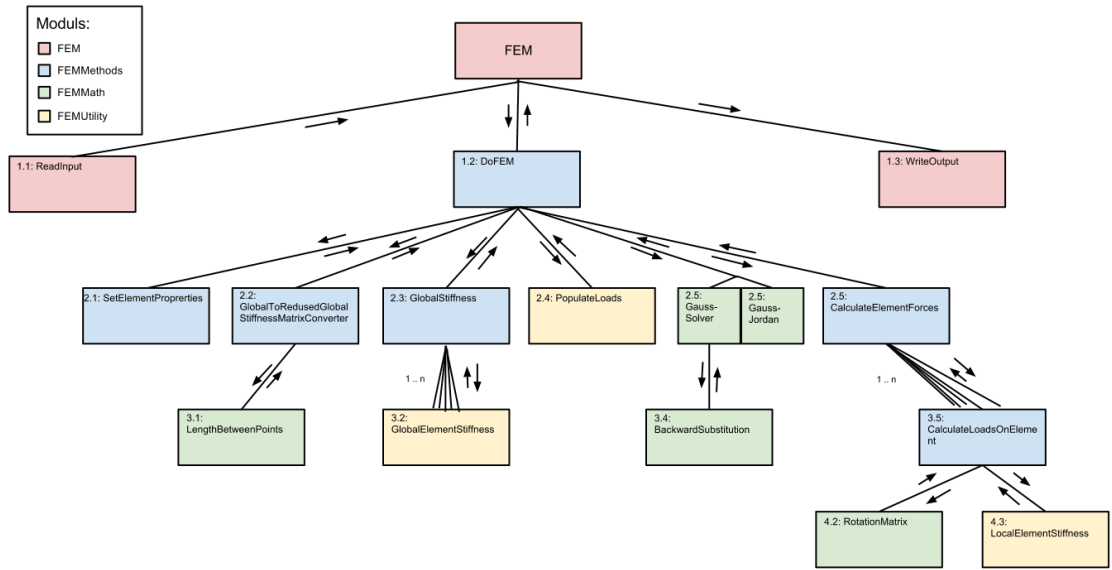 Moduls:
FEM
FEMMethods
FEMMath
FEMUtility
FEM
1.1: ReadInput
1.2: DoFEM
1.3: WriteOutput
2.1: SetElementProprerties
2.2:
GlobalToRedusedGlobal
StiffnessMatrixConverter
2.3: GlobalStiffness
2.4: PopulateLoads
2.5:
Gauss-
Solver
2.5:
Gauss-
Jordan
2.5:
CalculateElementForces
1 .. n
1 .. n
3.1:
LengthBetweenPoints
3.2:
GlobalElementStiffness
3.4:
BackwardSubstitution
3.5:
CalculateLoadsOnEleme
nt
4.2: RotationMatrix
4.3:
LocalElementStiffness